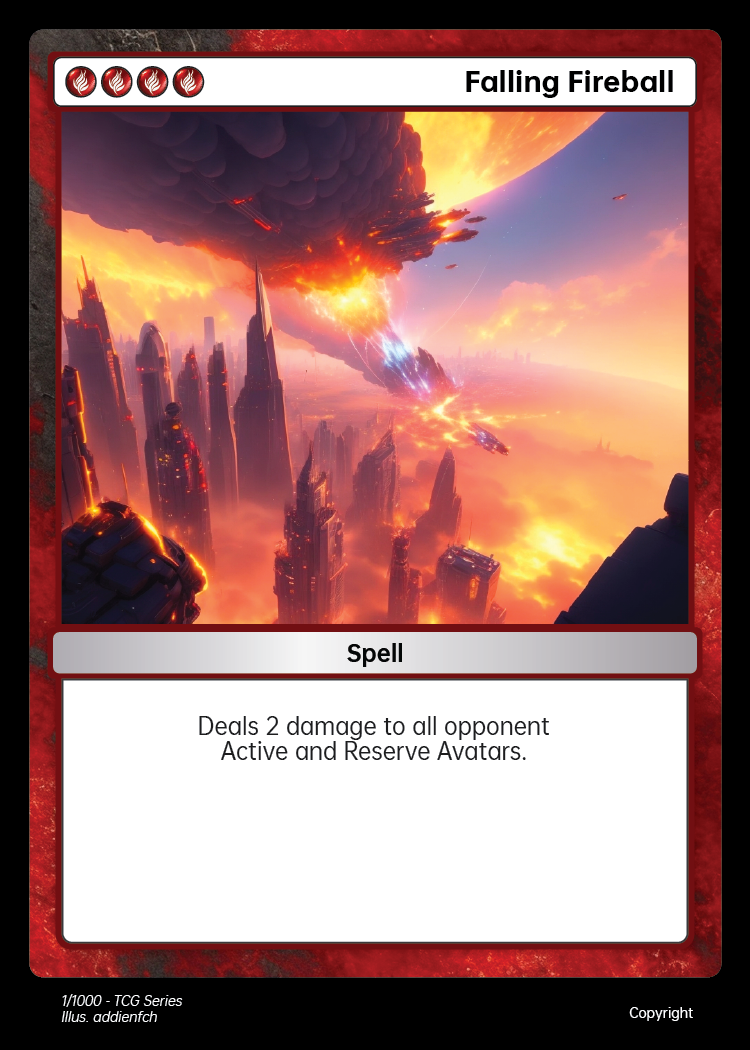 Falling Fireball
Spell
Deals 2 damage to all opponent
Active and Reserve Avatars.
1/1000 - TCG Series
Illus. addienfch
Copyright